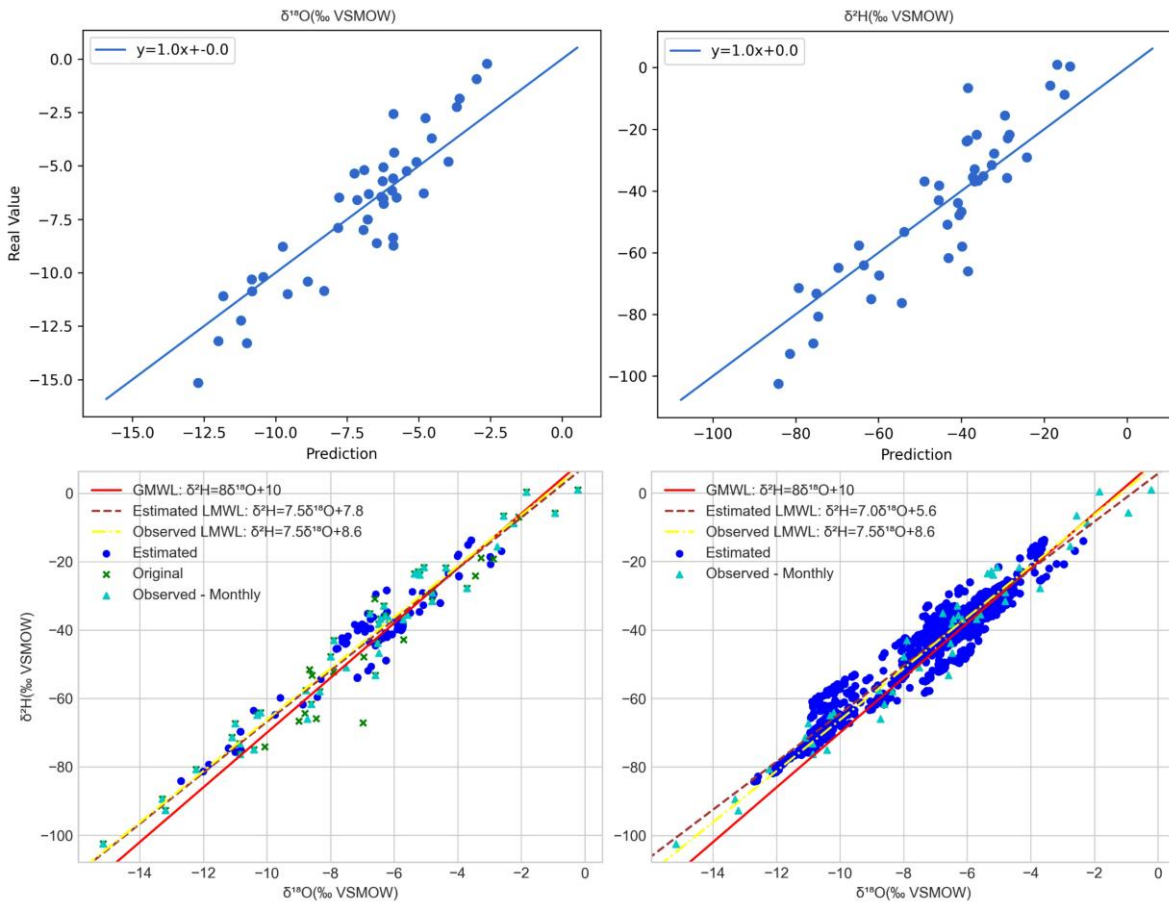 δ¹⁸O(‰ VSMOW)
y=1.0x+-0.0
Real Value
0.0
−2.5
−5.0
−7.5
−10.0
−12.5
−15.0
−15.0 −12.5 −10.0 −7.5 −5.0 −2.5 0.0
Prediction
δ²H(‰ VSMOW)
y=1.0x+0.0
0
−20
−40
−60
−80
−100
−100 −80 −60 −40 −20 0
Prediction
GMWL: δ²H=8δ¹⁸O+10
Estimated LMWL: δ²H=7.5δ¹⁸O+7.8
Observed LMWL: δ²H=7.5δ¹⁸O+8.6
Estimated
Original
Observed - Monthly
δ²H(‰ VSMOW)
0
−20
−40
−60
−80
−100
−14 −12 −10 −8 −6 −4 −2 0
δ¹⁸O(‰ VSMOW)
GMWL: δ²H=8δ¹⁸O+10
Estimated LMWL: δ²H=7.0δ¹⁸O+5.6
Observed LMWL: δ²H=7.5δ¹⁸O+8.6
Estimated
Observed - Monthly
0
−20
−40
−60
−80
−100
−14 −12 −10 −8 −6 −4 −2 0
δ¹⁸O(‰ VSMOW)